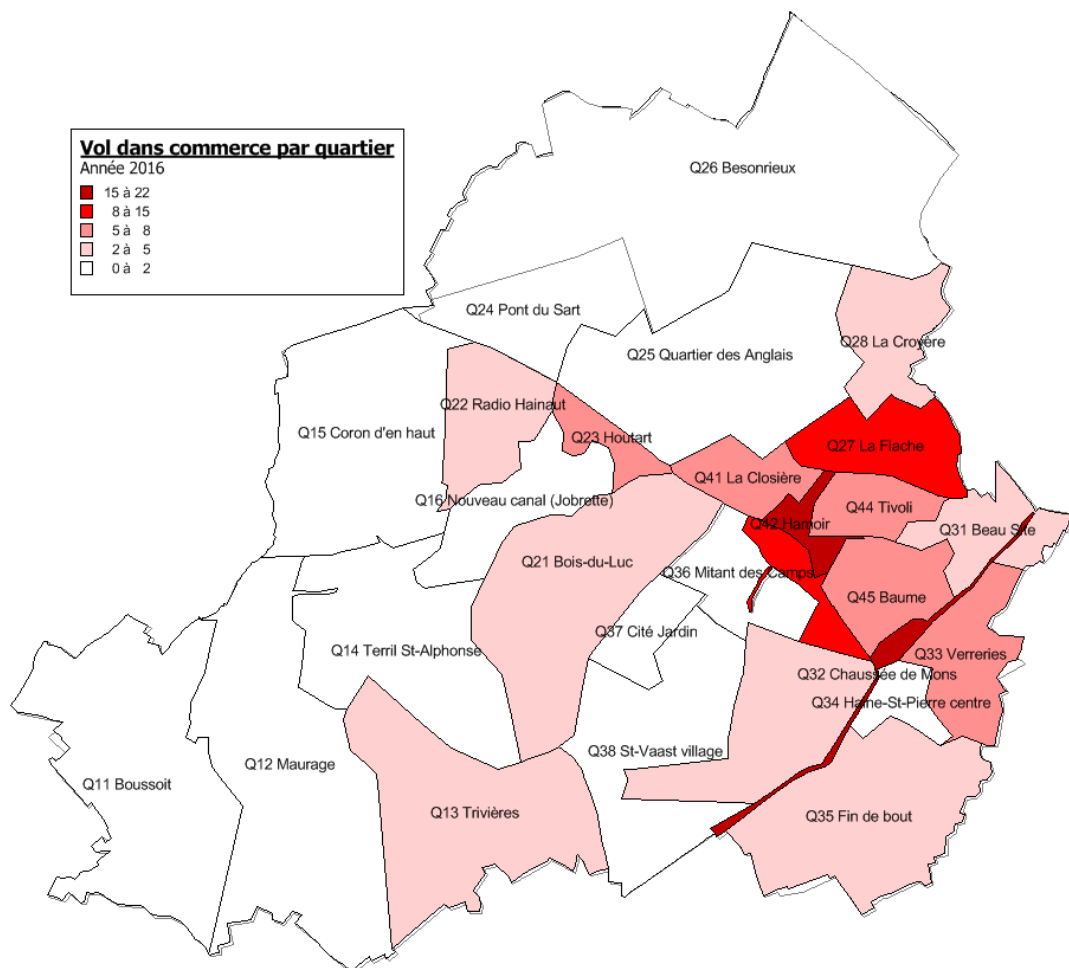 Vol dans commerce par quartier
Année 2016
15 à 22
8 à 15
5 à 8
2 à 5
0 à 2
Q26 Besonrieux
Q24 Pont du Sart
Q25 Quartier des Anglais
Q28 La Croyère
Q22 Radio Hainaut
Q15 Coron d'en haut
Q23 Houtart
Q27 La Flache
Q41 La Closière
Q16 Nouveau canal (Jobrette)
Q44 Tivoli
Q42 Hamoir
Q31 Beau Site
Q21 Bois-du-Luc
Q36 Mitant des Camps
Q45 Baume
Q37 Cité Jardin
Q14 Terril St-Alphonse
Q33 Verreries
Q32 Chaussée de Mons
Q34 Haine-St-Pierre centre
Q38 St-Vaast village
Q12 Maurage
Q11 Boussoit
Q13 Trivières
Q35 Fin de bout